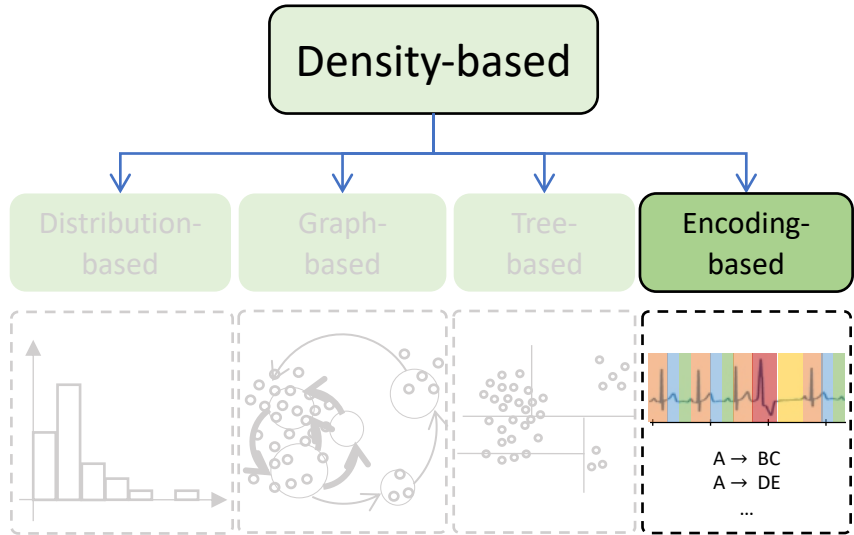 Density-based
Distribution-
based
Graph-
based
Tree-
based
Encoding-
based
A → BC
A → DE
...